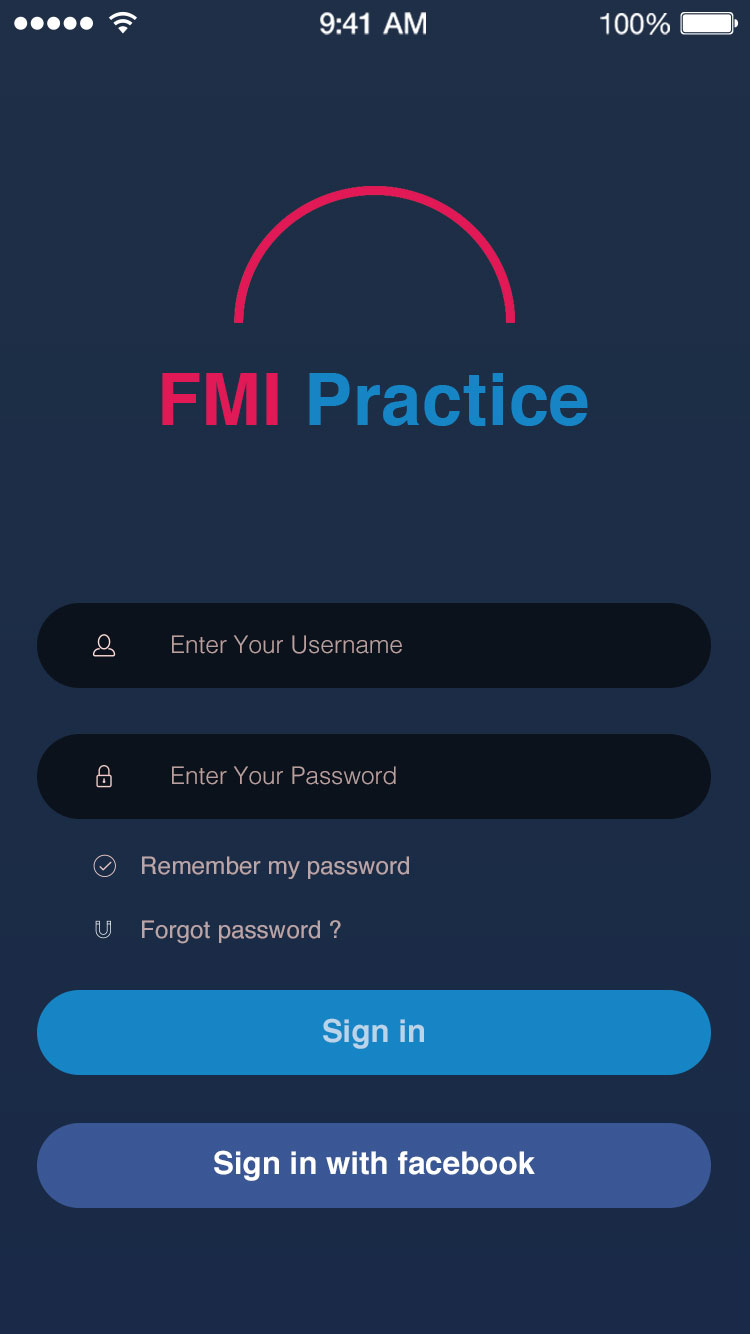 9:41 AM
100%
FMI Practice
Enter Your Username
Enter Your Password
Remember my password
Forgot password ?
Sign in
Sign in with facebook